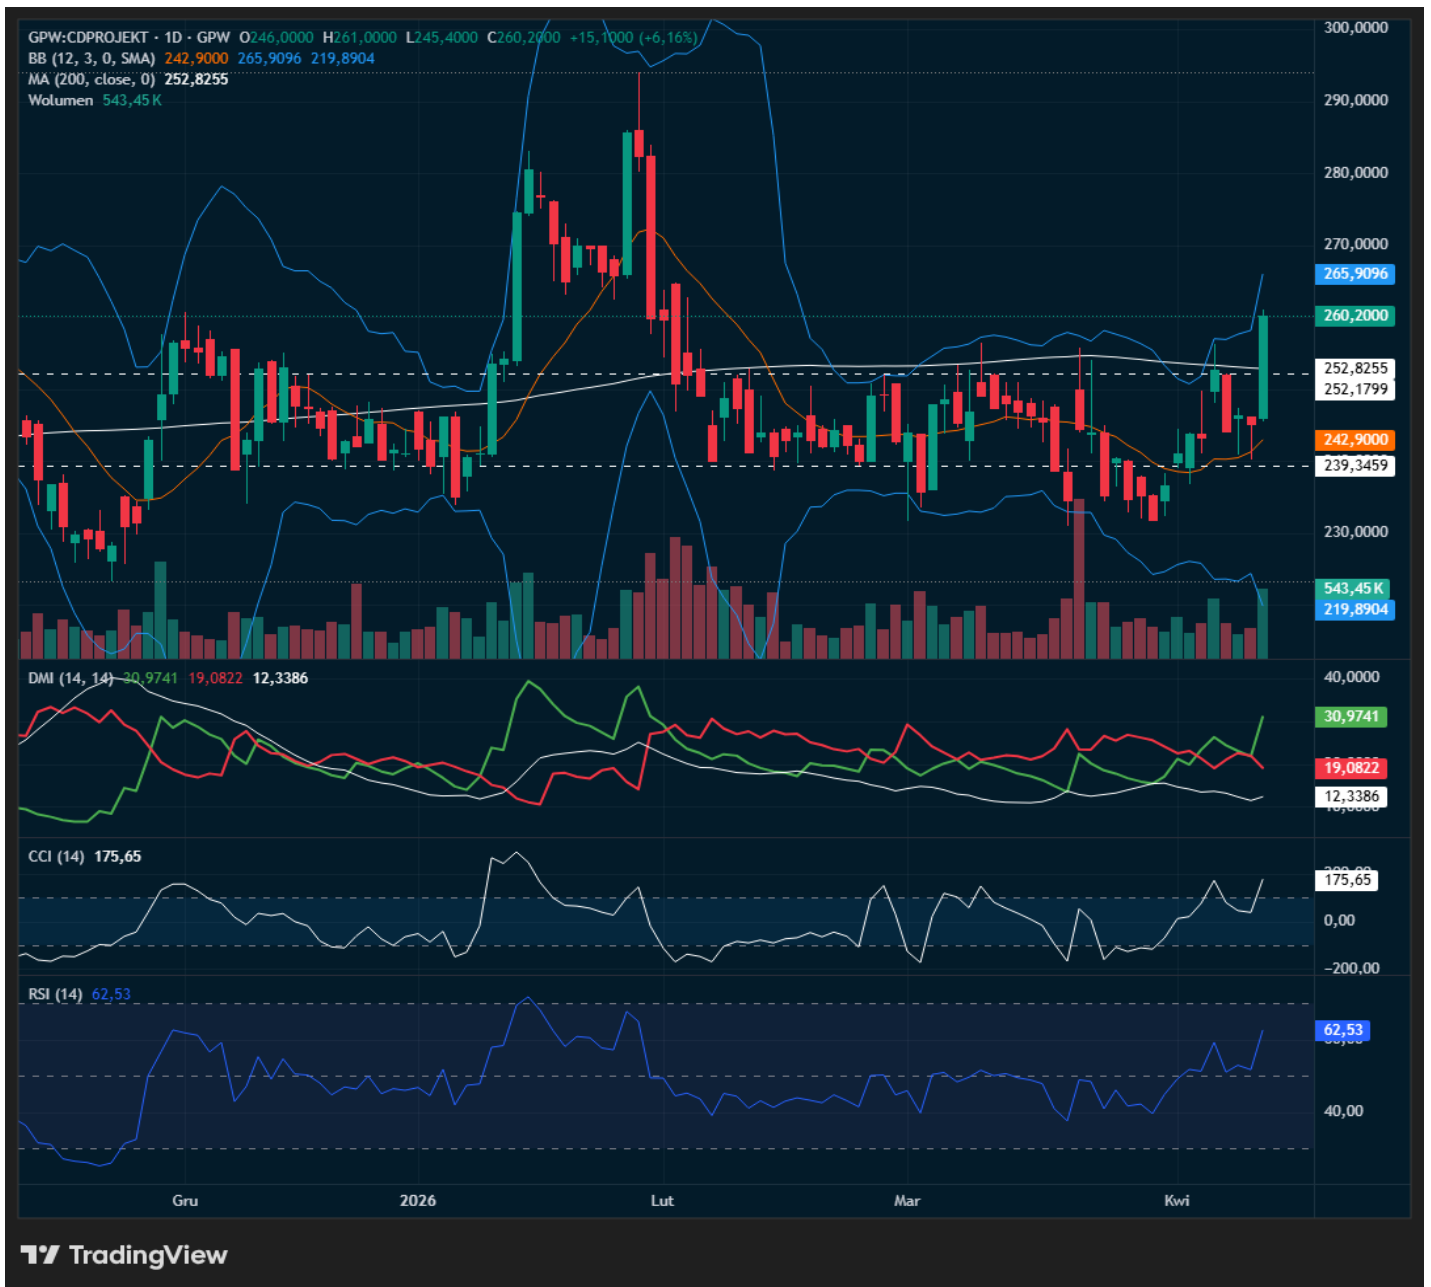 GPW:CDPROJEKT · 1D · GPW O246,0000 H261,0000 L245,4000 C260,2000 +15,1000 (+6,16%)
BB (12, 3, 0, SMA) 242,9000 265,9096 219,8904
MA (200, close, 0) 252,8255
Wolumen 543,45 K
300,0000
290,0000
280,0000
270,0000
265,9096
260,2000
252,8255
252,1799
242,9000
239,3459
230,0000
543,45 K
219,8904
DMI (14, 14) 30,9741 19,0822 12,3386
40,0000
30,9741
19,0822
12,3386
CCI (14) 175,65
175,65
0,00
−200,00
RSI (14) 62,53
62,53
40,00
Gru 2026 Lut Mar Kwi
TradingView